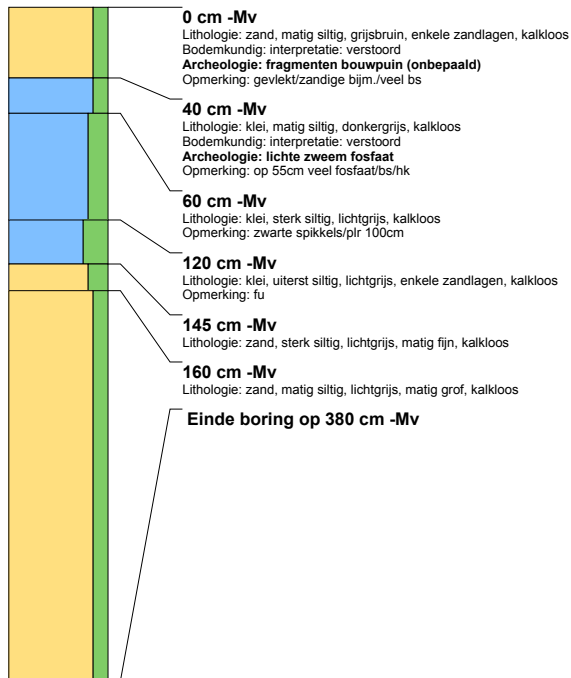 0 cm -Mv
Lithologie: zand, matig siltig, grijsbruin, enkele zandlagen, kalkloos
Bodemkundig: interpretatie: verstoord
Archeologie: fragmenten bouwpuin (onbepaald)
Opmerking: gevlekt/zandige bijm./veel bs
40 cm -Mv
Lithologie: klei, matig siltig, donkergrijs, kalkloos
Bodemkundig: interpretatie: verstoord
Archeologie: lichte zweem fosfaat
Opmerking: op 55cm veel fosfaat/bs/hk
60 cm -Mv
Lithologie: klei, sterk siltig, lichtgrijs, kalkloos
Opmerking: zwarte spikkels/plr 100cm
120 cm -Mv
Lithologie: klei, uiterst siltig, lichtgrijs, enkele zandlagen, kalkloos
Opmerking: fu
145 cm -Mv
Lithologie: zand, sterk siltig, lichtgrijs, matig fijn, kalkloos
160 cm -Mv
Lithologie: zand, matig siltig, lichtgrijs, matig grof, kalkloos
Einde boring op 380 cm -Mv